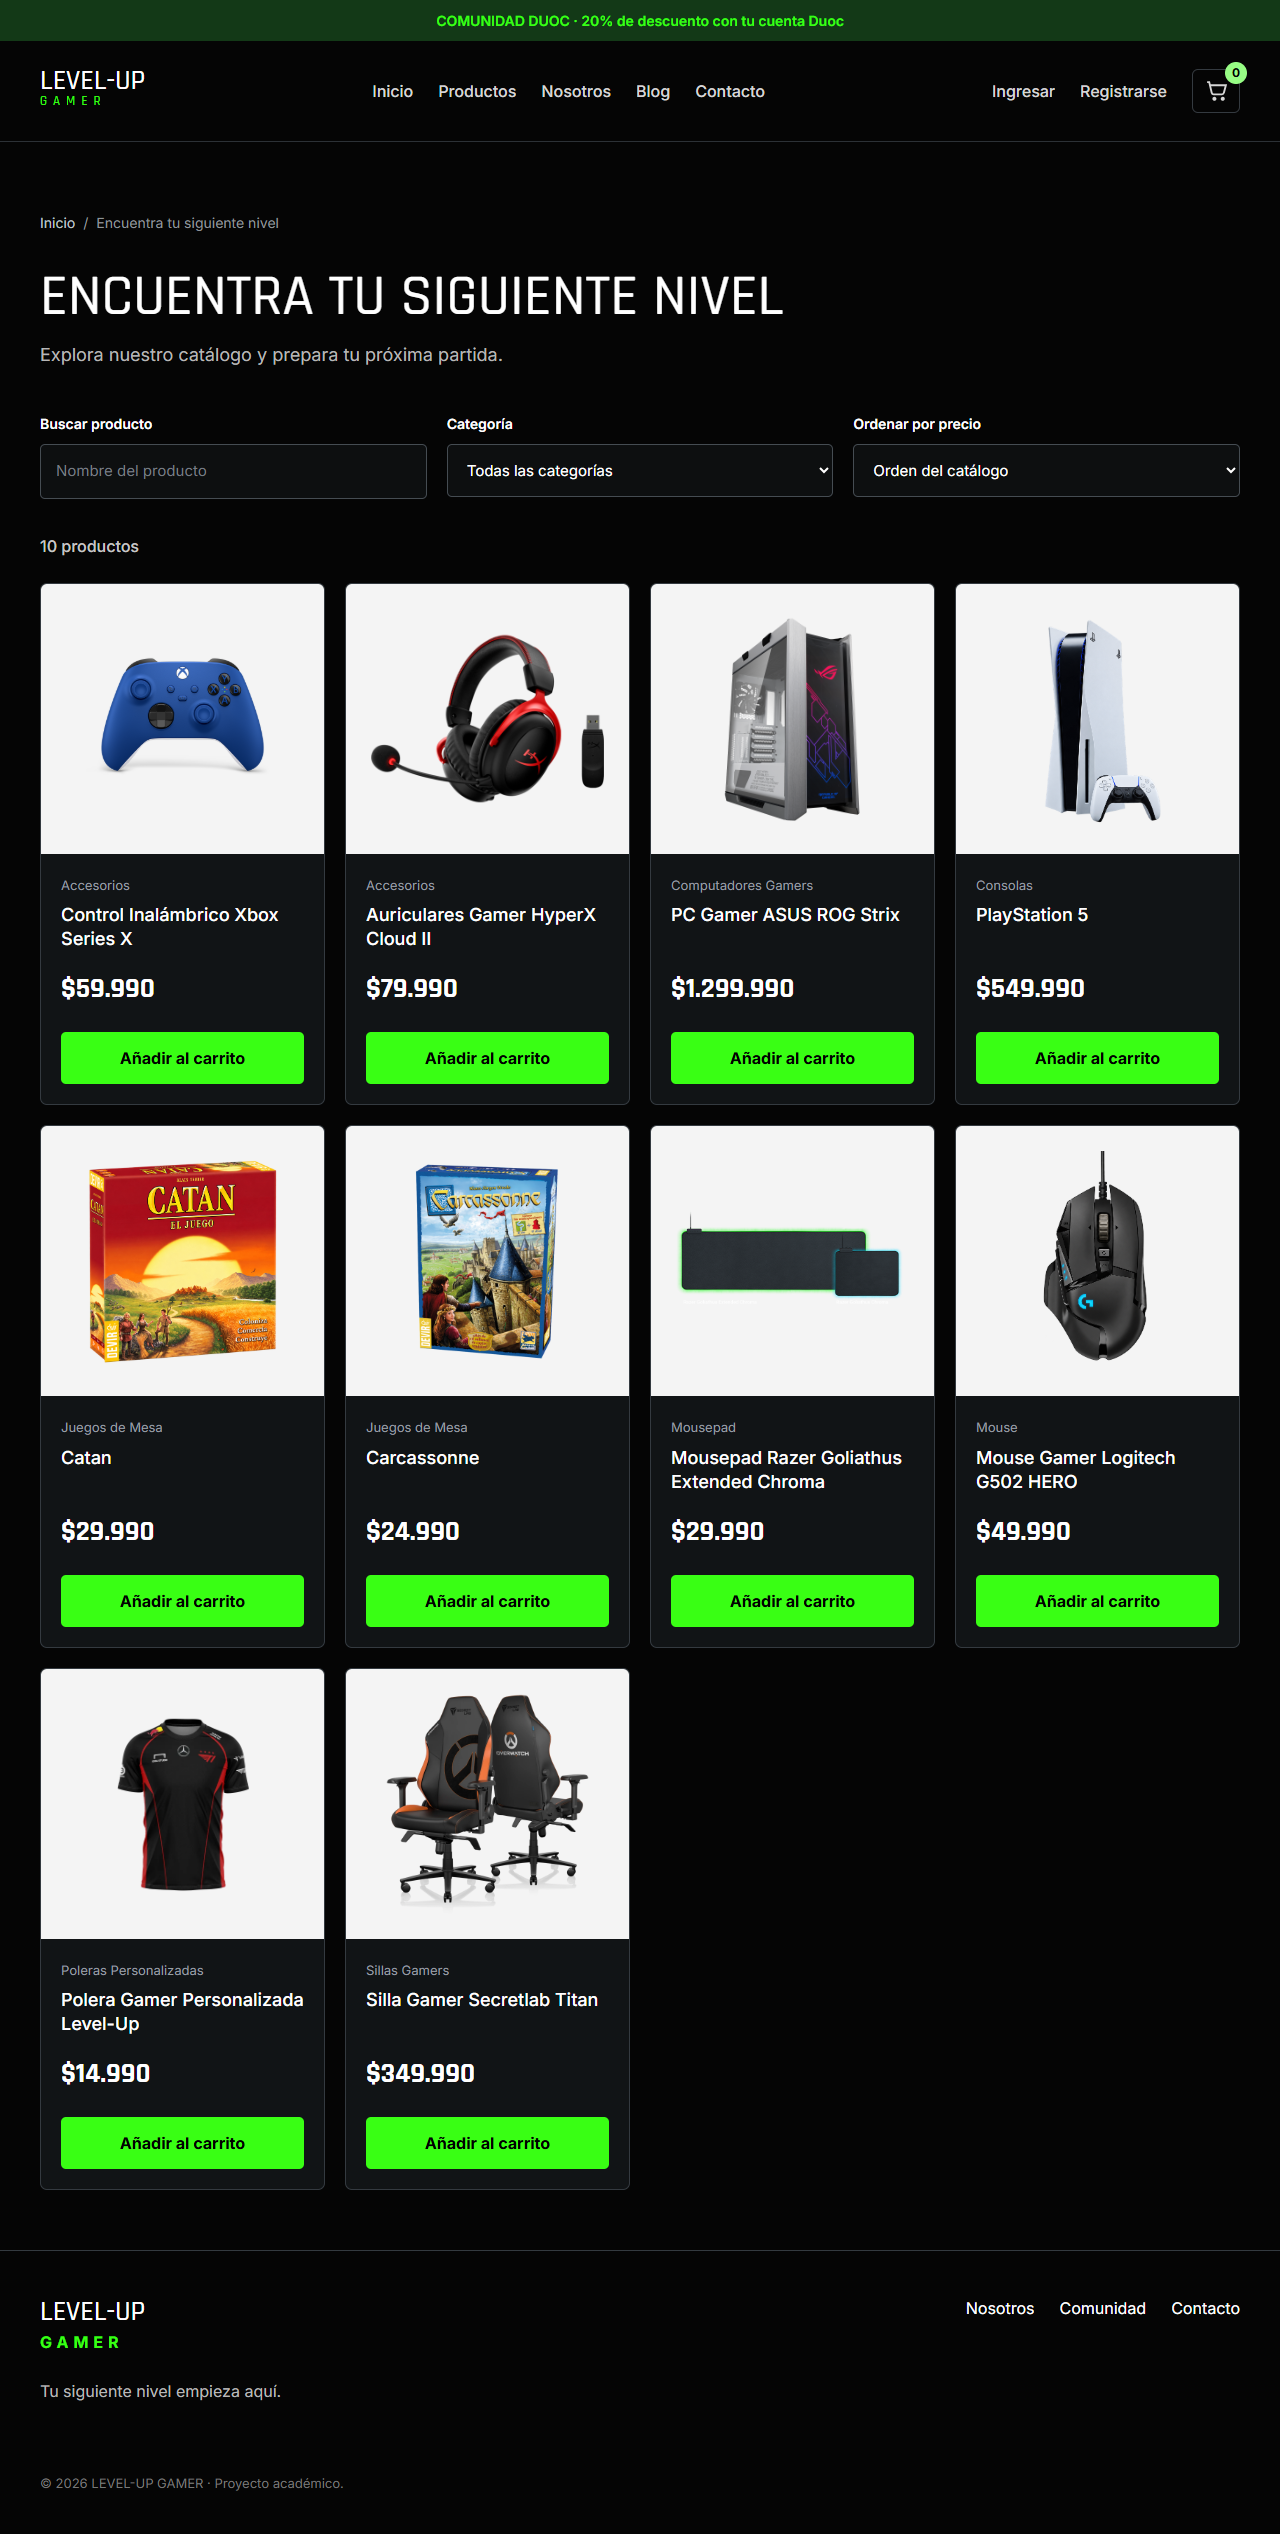 COMUNIDAD DUOC · 20% de descuento con tu cuenta Duoc
LEVEL-UP
GAMER
Inicio
Productos
Nosotros
Blog
Contacto
Ingresar
Registrarse
0
Inicio / Encuentra tu siguiente nivel
ENCUENTRA TU SIGUIENTE NIVEL
Explora nuestro catálogo y prepara tu próxima partida.
Buscar producto
Nombre del producto
Categoría
Todas las categorías
Ordenar por precio
Orden del catálogo
10 productos
Accesorios
Control Inalámbrico Xbox
Series X
$59.990
Añadir al carrito
Accesorios
Auriculares Gamer HyperX
Cloud II
$79.990
Añadir al carrito
Computadores Gamers
PC Gamer ASUS ROG Strix
$1.299.990
Añadir al carrito
Consolas
PlayStation 5
$549.990
Añadir al carrito
CATAN
EL JUEGO
DEVIR
Juegos de Mesa
Catan
$29.990
Añadir al carrito
Carcassonne
DEVIR
Juegos de Mesa
Carcassonne
$24.990
Añadir al carrito
Mousepad
Mousepad Razer Goliathus
Extended Chroma
$29.990
Añadir al carrito
Mouse
Mouse Gamer Logitech
G502 HERO
$49.990
Añadir al carrito
Poleras Personalizadas
Polera Gamer Personalizada
Level-Up
$14.990
Añadir al carrito
OVERWATCH
Sillas Gamers
Silla Gamer Secretlab Titan
$349.990
Añadir al carrito
LEVEL-UP
GAMER
Tu siguiente nivel empieza aquí.
Nosotros
Comunidad
Contacto
© 2026 LEVEL-UP GAMER · Proyecto académico.